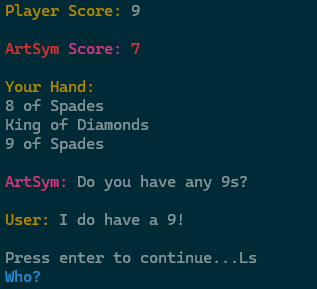 Player Score: 9
ArtSym Score: 7
Your Hand:
8 of Spades
King of Diamonds
9 of Spades
ArtSym: Do you have any 9s?
User: I do have a 9!
Press enter to continue...Ls
Who?